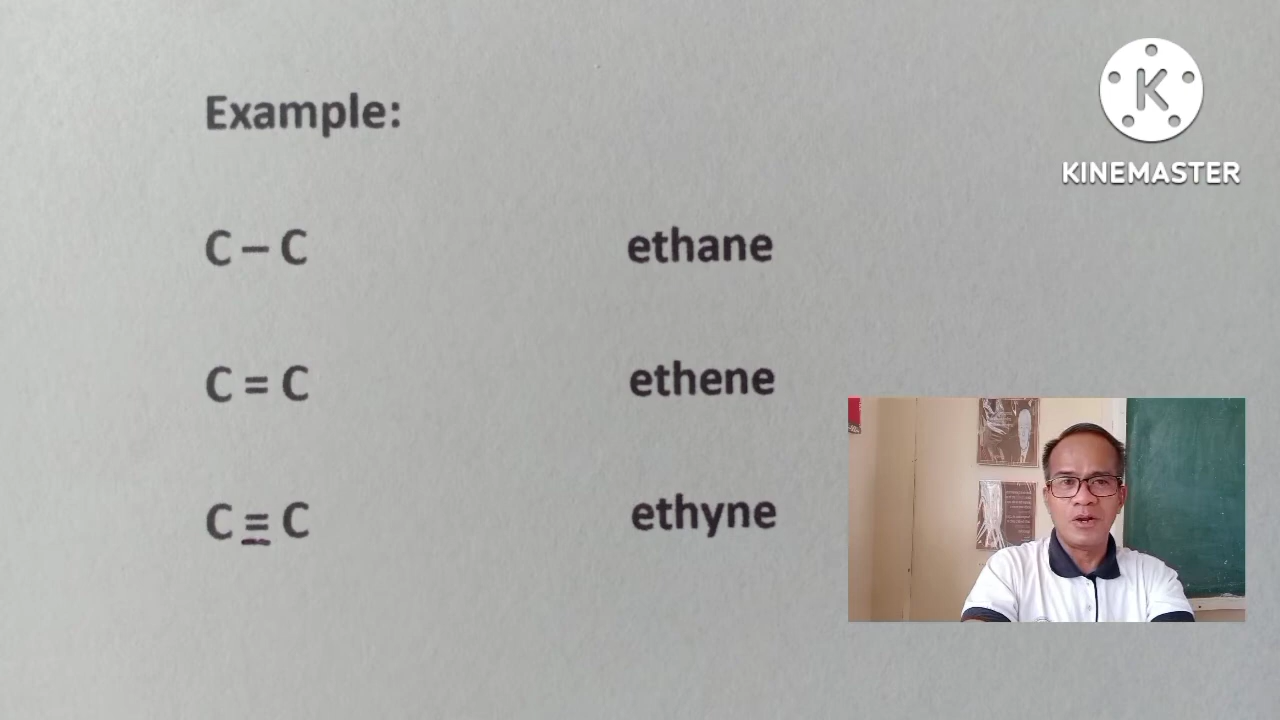 Example:
C – C ethane
C = C ethene
C ≡ C ethyne
K
KINEMASTER